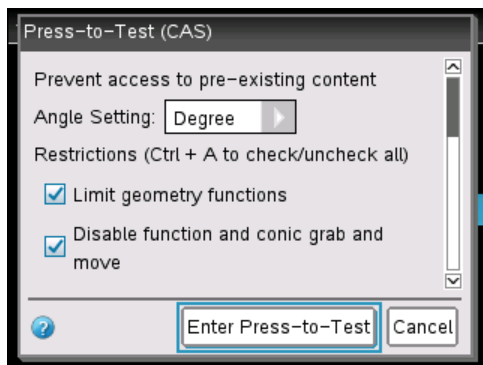 Press-to-Test (CAS)
Prevent access to pre-existing content
Angle Setting: Degree
Restrictions (Ctrl + A to check/uncheck all)
Limit geometry functions
Disable function and conic grab and
move
?
Enter Press-to-Test Cancel